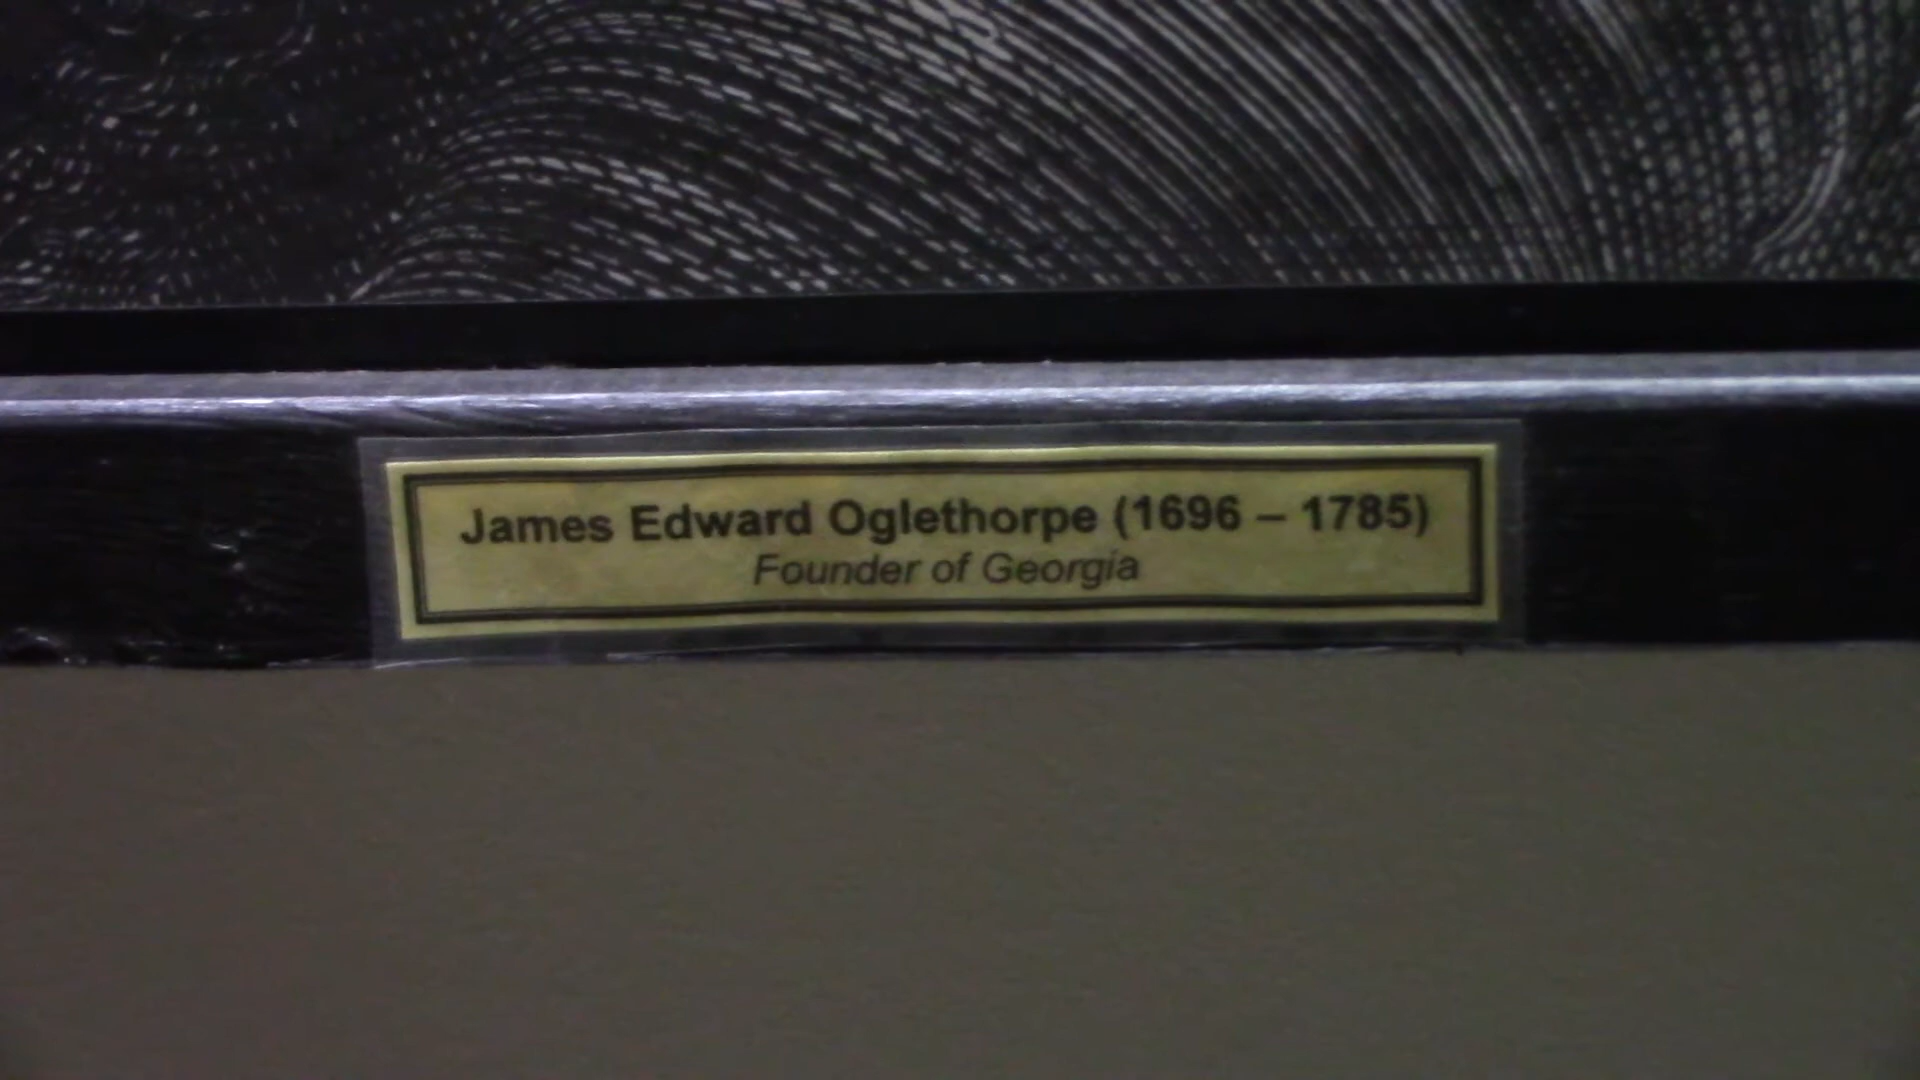 James Edward Oglethorpe (1696 – 1785)
Founder of Georgia